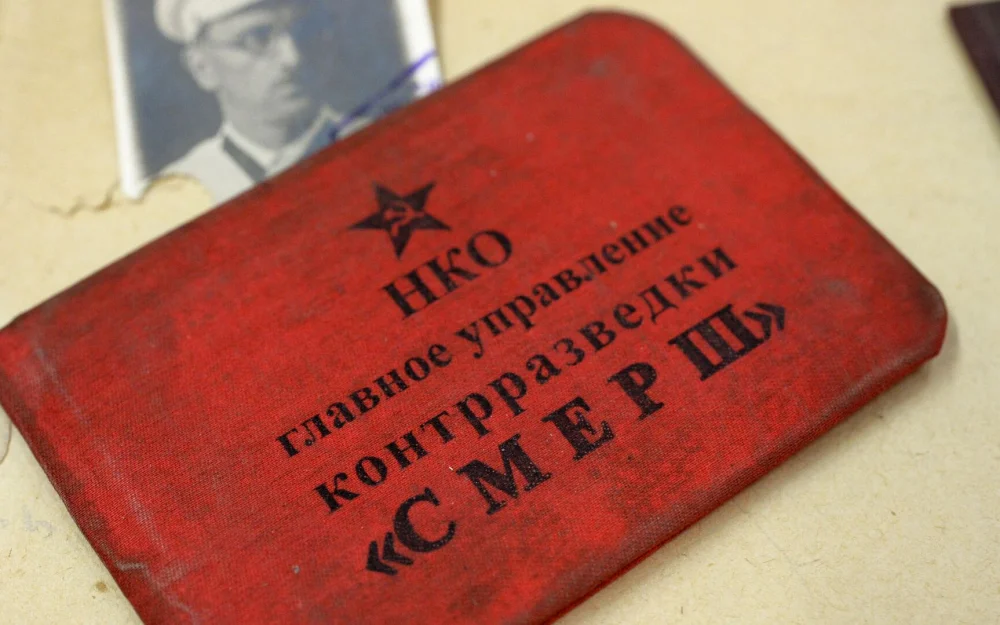 НКО
главное управление
контрразведки
«СМЕРШ»